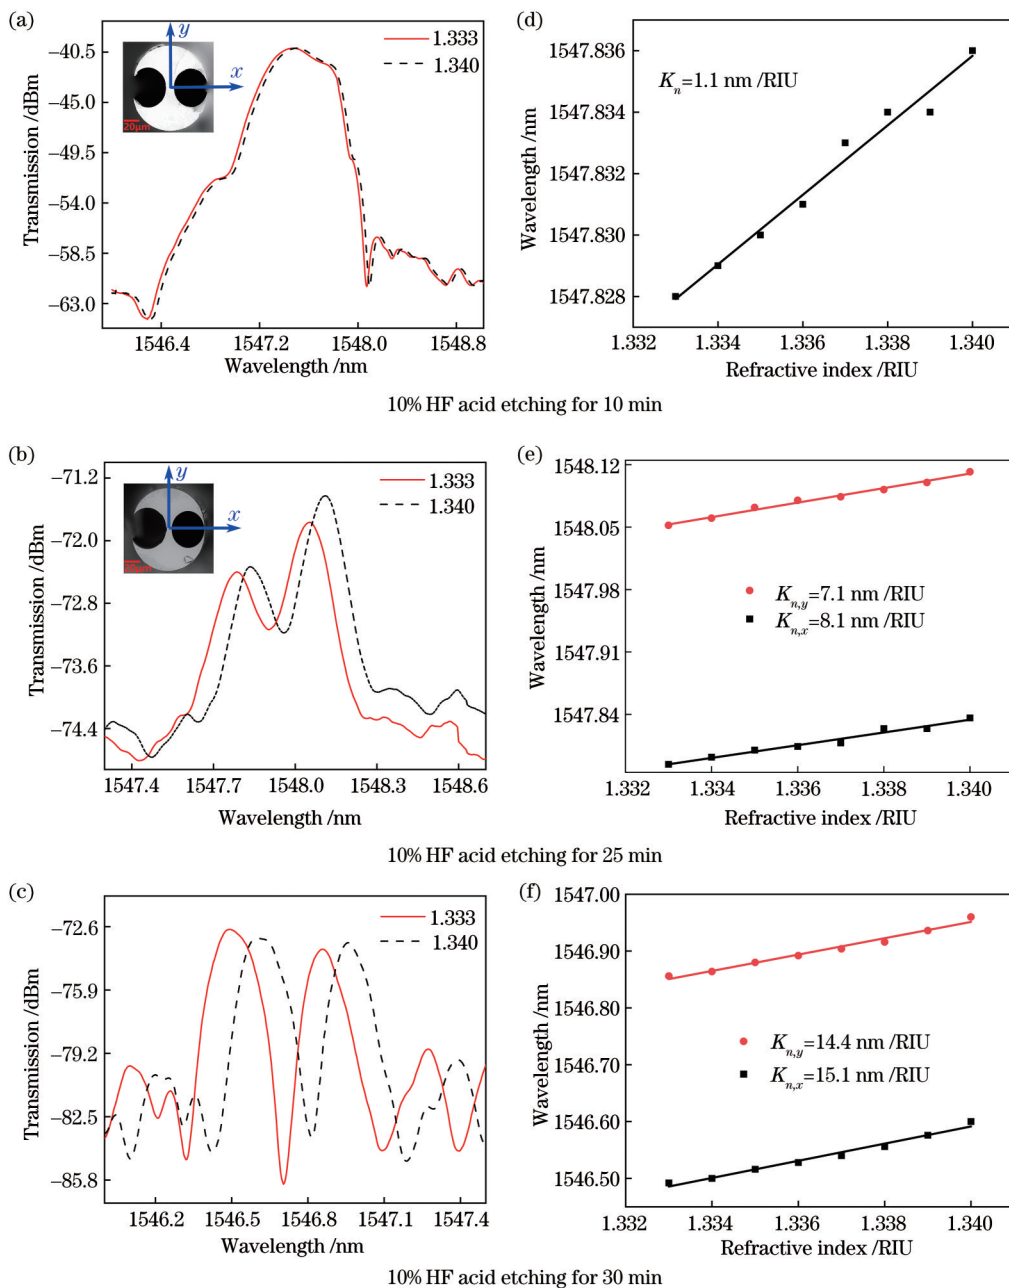 (a)
Transmission /dBm
−40.5
−45.0
−49.5
−54.0
−58.5
−63.0
y
x
20μm
1.333
1.340
1546.4 1547.2 1548.0 1548.8
Wavelength /nm
(d)
Wavelength /nm
1547.836
1547.834
1547.832
1547.830
1547.828
Kn=1.1 nm /RIU
1.332 1.334 1.336 1.338 1.340
Refractive index /RIU
10% HF acid etching for 10 min
(b)
Transmission /dBm
−71.2
−72.0
−72.8
−73.6
−74.4
y
x
20μm
1.333
1.340
1547.4 1547.7 1548.0 1548.3 1548.6
Wavelength /nm
(e)
Wavelength /nm
1548.12
1548.05
1547.98
1547.91
1547.84
Kn,y=7.1 nm /RIU
Kn,x=8.1 nm /RIU
1.332 1.334 1.336 1.338 1.340
Refractive index /RIU
10% HF acid etching for 25 min
(c)
Transmission /dBm
−72.6
−75.9
−79.2
−82.5
−85.8
1.333
1.340
1546.2 1546.5 1546.8 1547.1 1547.4
Wavelength /nm
(f)
Wavelength /nm
1547.00
1546.90
1546.80
1546.70
1546.60
1546.50
Kn,y=14.4 nm /RIU
Kn,x=15.1 nm /RIU
1.332 1.334 1.336 1.338 1.340
Refractive index /RIU
10% HF acid etching for 30 min